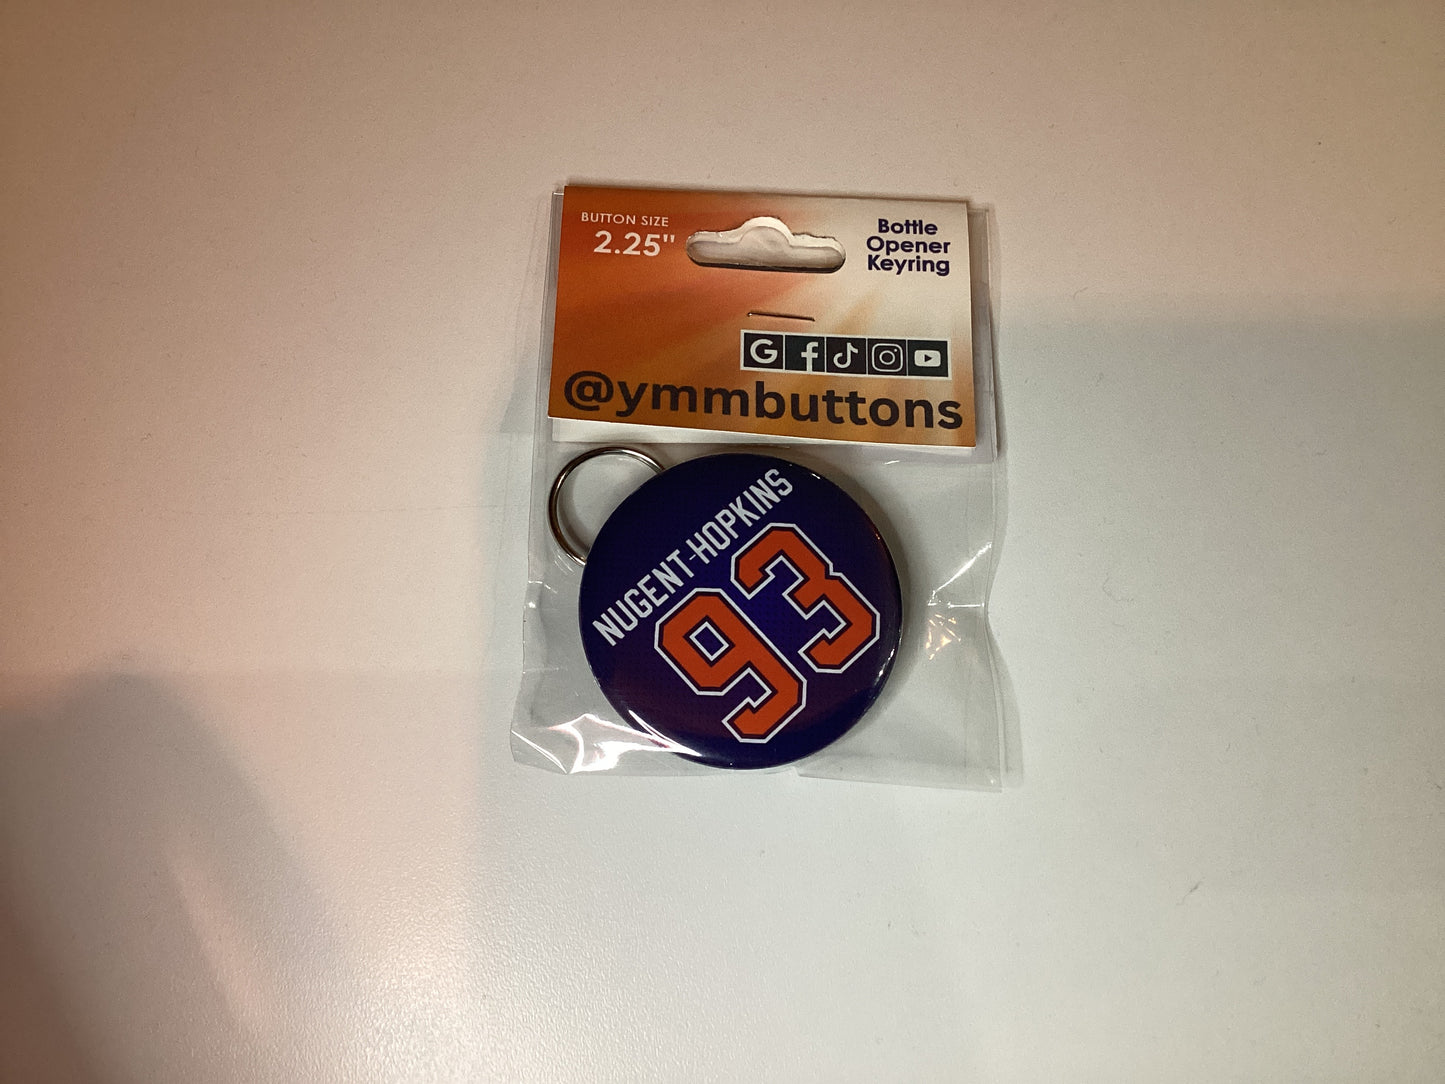 BUTTON SIZE
2.25"
Bottle
Opener
Keyring
@ymmbuttons
NUGENT-HOPKINS
93